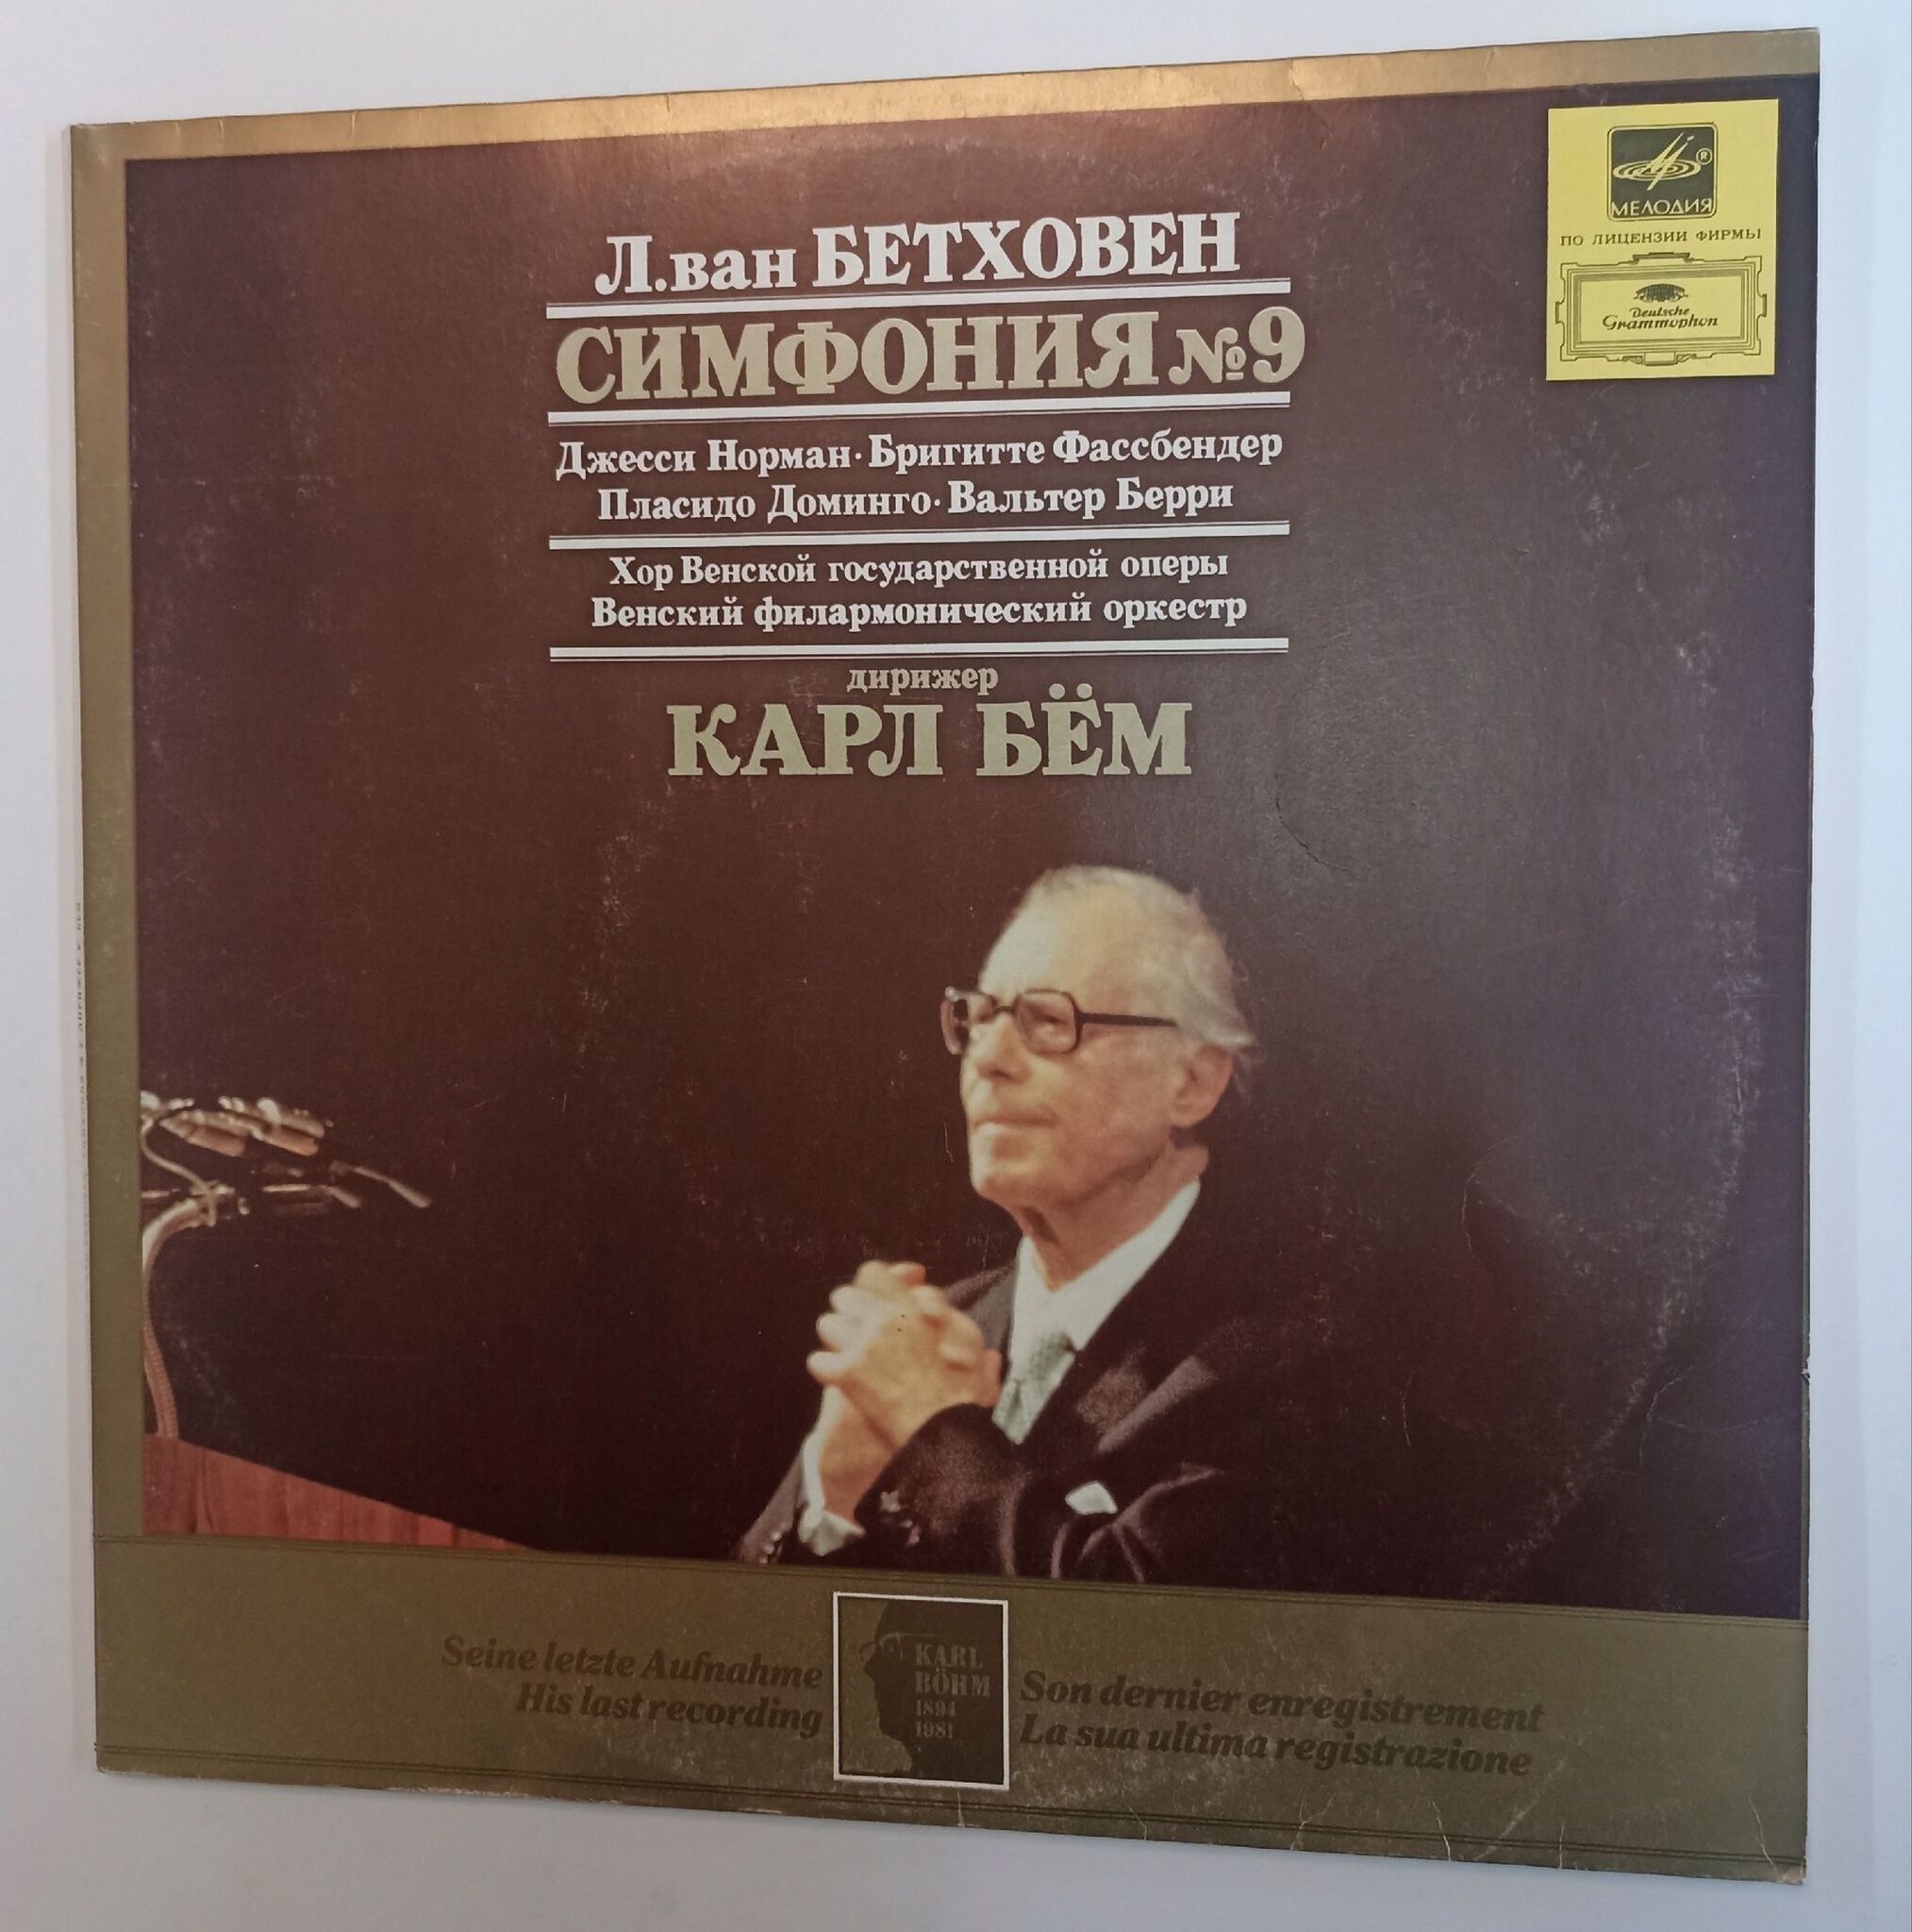 МЕЛОДИЯ
ПО ЛИЦЕНЗИИ ФИРМЫ
Deutsche
Grammophon
Л.ван БЕТХОВЕН
СИМФОНИЯ №9
Джесси Норман·Бригитте Фассбендер
Пласидо Доминго·Вальтер Берри
Хор Венской государственной оперы
Венский филармонический оркестр
дирижер
КАРЛ БЁМ
Seine letzte Aufnahme
His last recording
KARL
BÖHM
1894
1981
Son dernier enregistrement
La sua ultima registrazione